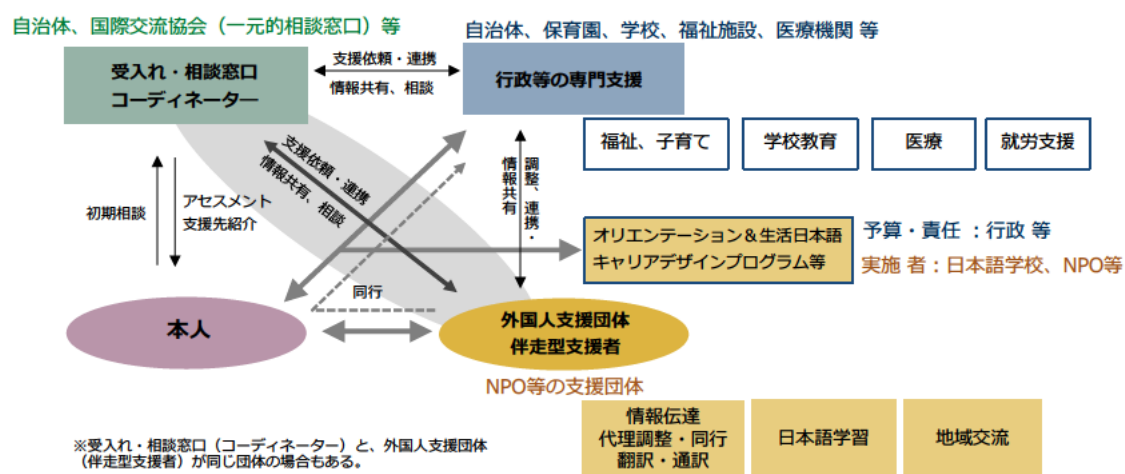 自治体、国際交流協会（一元的相談窓口）等
自治体、保育園、学校、福祉施設、医療機関 等
受入れ・相談窓口
コーディネーター
支援依頼・連携
情報共有、相談
行政等の専門支援
福祉、子育て
学校教育
医療
就労支援
支援依頼・連携
情報共有、相談
調整、連携・
情報共有
初期相談
アセスメント
支援先紹介
オリエンテーション＆生活日本語
キャリアデザインプログラム等
予算・責任 ：行政 等
実施 者：日本語学校、NPO等
同行
本人
外国人支援団体
伴走型支援者
NPO等の支援団体
情報伝達
代理調整・同行
翻訳・通訳
日本語学習
地域交流
※受入れ・相談窓口（コーディネーター）と、外国人支援団体
（伴走型支援者）が同じ団体の場合もある。